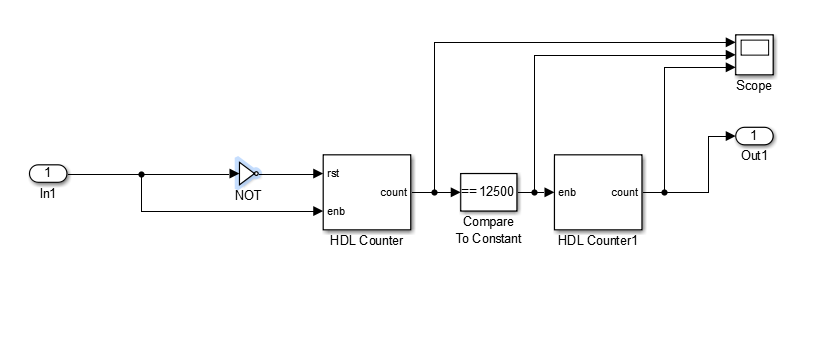 Scope
1
Out1
1
In1
NOT
rst
enb
count
HDL Counter
== 12500
Compare
To Constant
enb
count
HDL Counter1